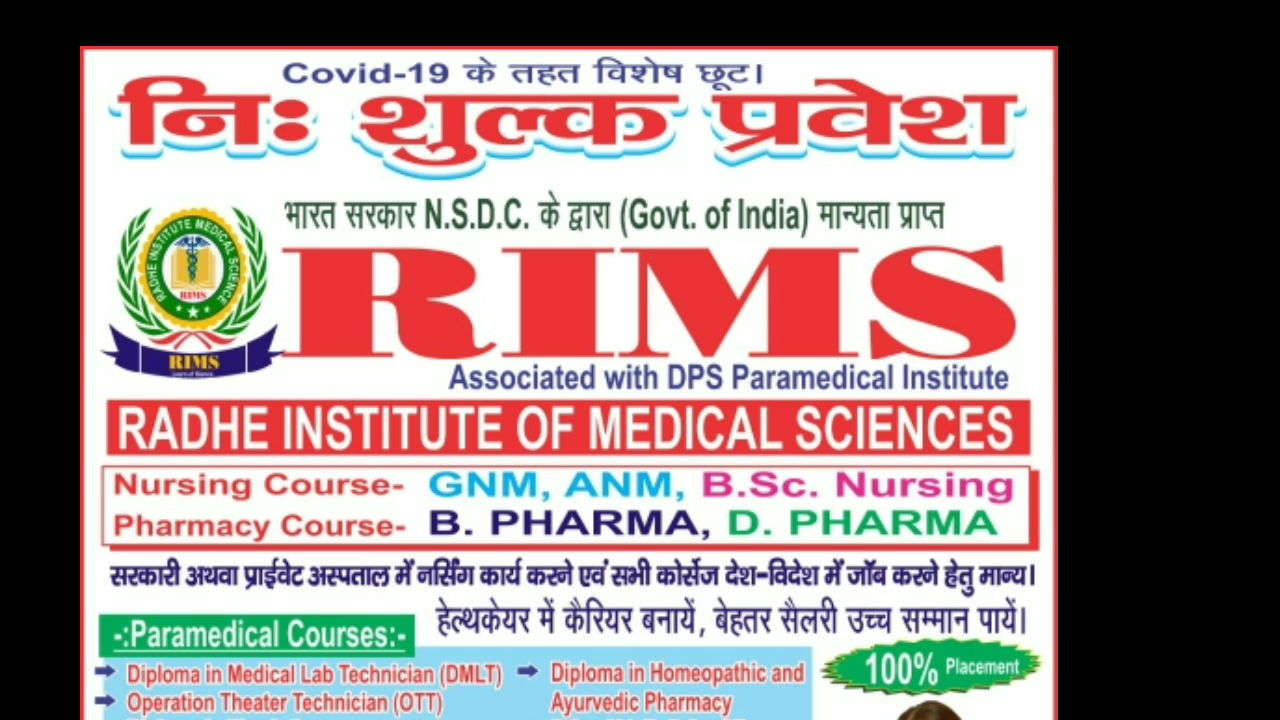 Covid-19 के तहत विशेष छूट।
निः शुल्क प्रवेश
भारत सरकार N.S.D.C. के द्वारा (Govt. of India) मान्यता प्राप्त
RADHE INSTITUTE MEDICAL SCIENCE
RIMS
RIMS
RIMS
Associated with DPS Paramedical Institute
RADHE INSTITUTE OF MEDICAL SCIENCES
Nursing Course- GNM, ANM, B.Sc. Nursing
Pharmacy Course- B. PHARMA, D. PHARMA
सरकारी अथवा प्राईवेट अस्पताल में नर्सिंग कार्य करने एवं सभी कोर्सेज देश-विदेश में जॉब करने हेतु मान्य।
हेल्थकेयर में कैरियर बनायें, बेहतर सैलरी उच्च सम्मान पायें।
-:Paramedical Courses:-
100% Placement
Diploma in Medical Lab Technician (DMLT)
Operation Theater Technician (OTT)
Diploma in Homeopathic and
Ayurvedic Pharmacy